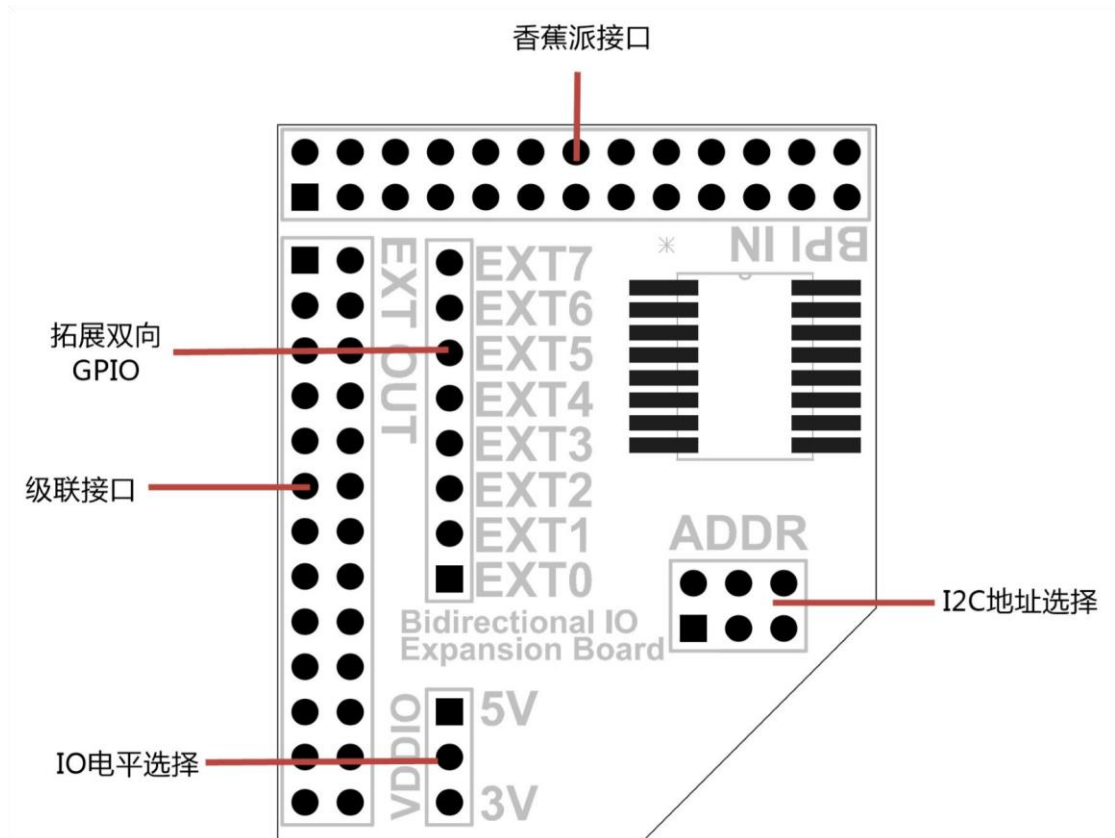 香蕉派接口
BPI IN
EXT OUT
EXT7
EXT6
EXT5
EXT4
EXT3
EXT2
EXT1
EXT0
拓展双向
GPIO
级联接口
ADDR
I2C地址选择
Bidirectional IO
Expansion Board
VDDIO
5V
3V
IO电平选择